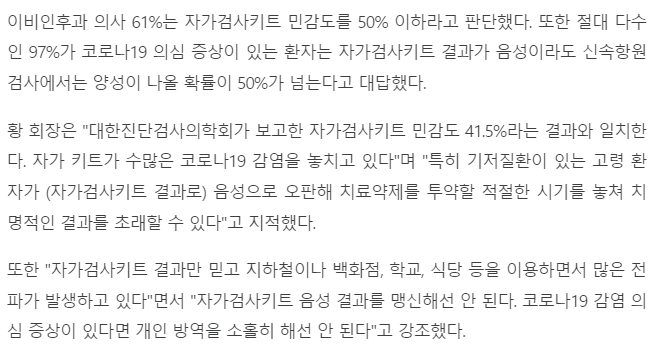 이비인후과 의사 61%는 자가검사키트 민감도를 50% 이하라고 판단했다. 또한 절대 다수
인 97%가 코로나19 의심 증상이 있는 환자는 자가검사키트 결과가 음성이라도 신속항원
검사에서는 양성이 나올 확률이 50%가 넘는다고 대답했다.
황 회장은 "대한진단검사의학회가 보고한 자가검사키트 민감도 41.5%라는 결과와 일치한
다. 자가 키트가 수많은 코로나19 감염을 놓치고 있다"며 "특히 기저질환이 있는 고령 환
자가 (자가검사키트 결과로) 음성으로 오판해 치료약제를 투약할 적절한 시기를 놓쳐 치
명적인 결과를 초래할 수 있다"고 지적했다.
또한 "자가검사키트 결과만 믿고 지하철이나 백화점, 학교, 식당 등을 이용하면서 많은 전
파가 발생하고 있다"면서 "자가검사키트 음성 결과를 맹신해선 안 된다. 코로나19 감염 의
심 증상이 있다면 개인 방역을 소홀히 해선 안 된다"고 강조했다.